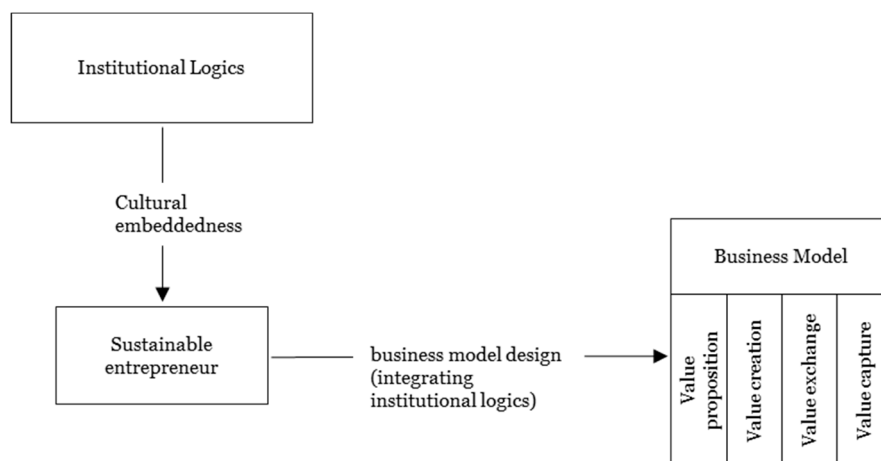 Institutional Logics
Cultural
embeddedness
Sustainable
entrepreneur
business model design
(integrating
institutional logics)
Business Model
Value
proposition
Value creation
Value exchange
Value capture